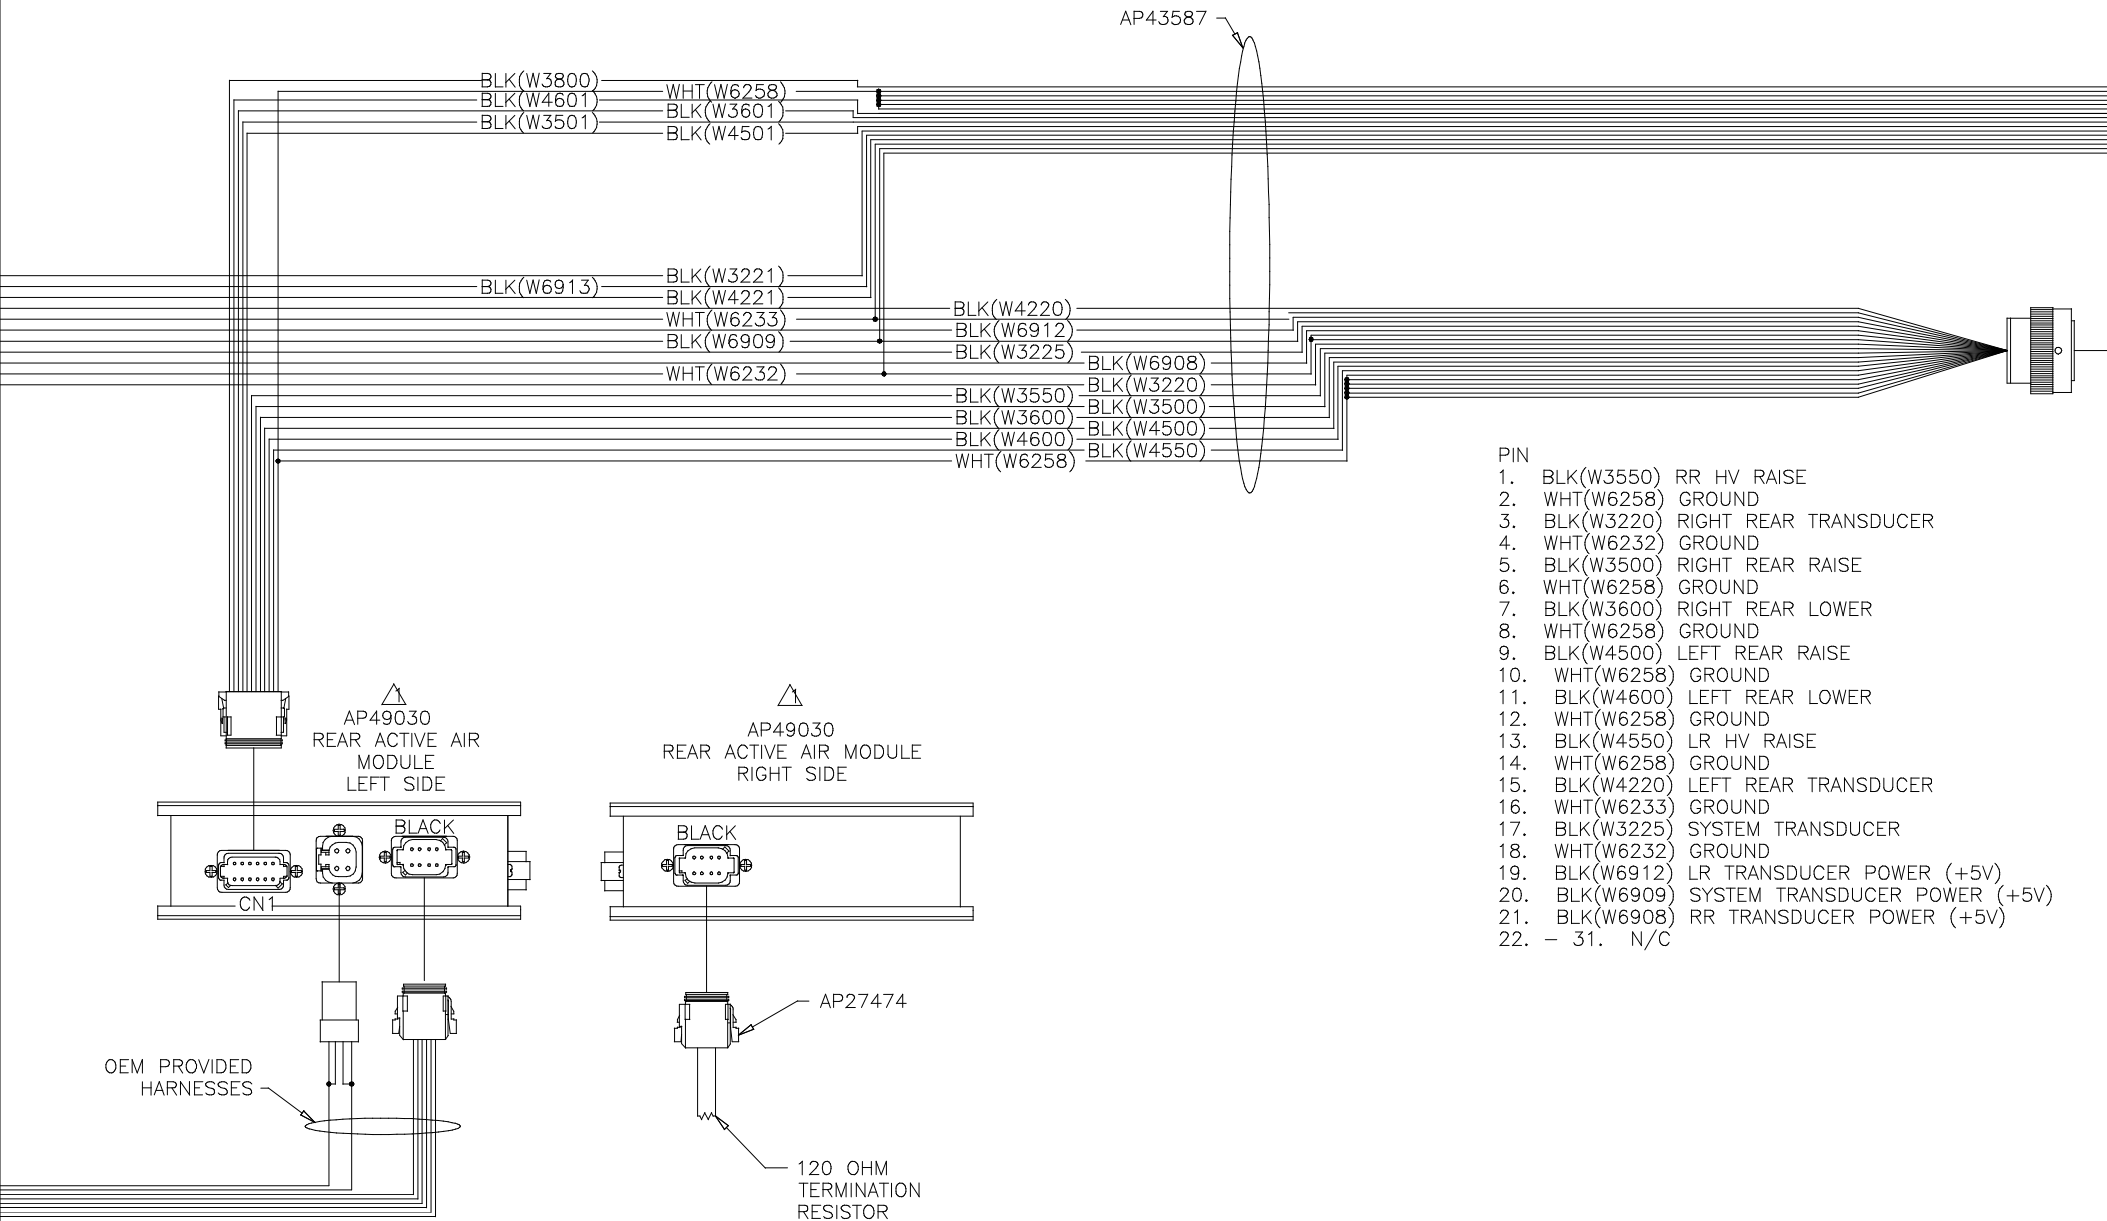 AP43587
BLK(W3800)
WHT(W6258)
BLK(W4601)
BLK(W3601)
BLK(W3501)
BLK(W4501)
BLK(W3221)
BLK(W6913)
BLK(W4221)
BLK(W4220)
WHT(W6233)
BLK(W6912)
BLK(W6909)
BLK(W3225)
BLK(W6908)
WHT(W6232)
BLK(W3220)
BLK(W3550)
BLK(W3500)
BLK(W3600)
BLK(W4500)
BLK(W4600)
BLK(W4550)
WHT(W6258)
PIN
1. BLK(W3550) RR HV RAISE
2. WHT(W6258) GROUND
3. BLK(W3220) RIGHT REAR TRANSDUCER
4. WHT(W6232) GROUND
5. BLK(W3500) RIGHT REAR RAISE
6. WHT(W6258) GROUND
7. BLK(W3600) RIGHT REAR LOWER
8. WHT(W6258) GROUND
9. BLK(W4500) LEFT REAR RAISE
10. WHT(W6258) GROUND
11. BLK(W4600) LEFT REAR LOWER
12. WHT(W6258) GROUND
13. BLK(W4550) LR HV RAISE
14. WHT(W6258) GROUND
15. BLK(W4220) LEFT REAR TRANSDUCER
16. WHT(W6233) GROUND
17. BLK(W3225) SYSTEM TRANSDUCER
18. WHT(W6232) GROUND
19. BLK(W6912) LR TRANSDUCER POWER (+5V)
20. BLK(W6909) SYSTEM TRANSDUCER POWER (+5V)
21. BLK(W6908) RR TRANSDUCER POWER (+5V)
22. – 31. N/C
1
AP49030
REAR ACTIVE AIR
MODULE
LEFT SIDE
1
AP49030
REAR ACTIVE AIR MODULE
RIGHT SIDE
BLACK
CN1
BLACK
AP27474
OEM PROVIDED
HARNESSES
120 OHM
TERMINATION
RESISTOR